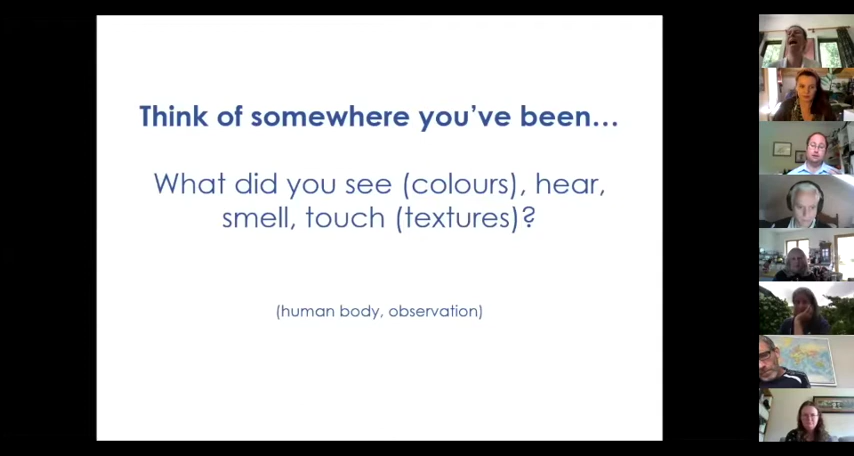 Think of somewhere you've been…
What did you see (colours), hear,
smell, touch (textures)?
(human body, observation)